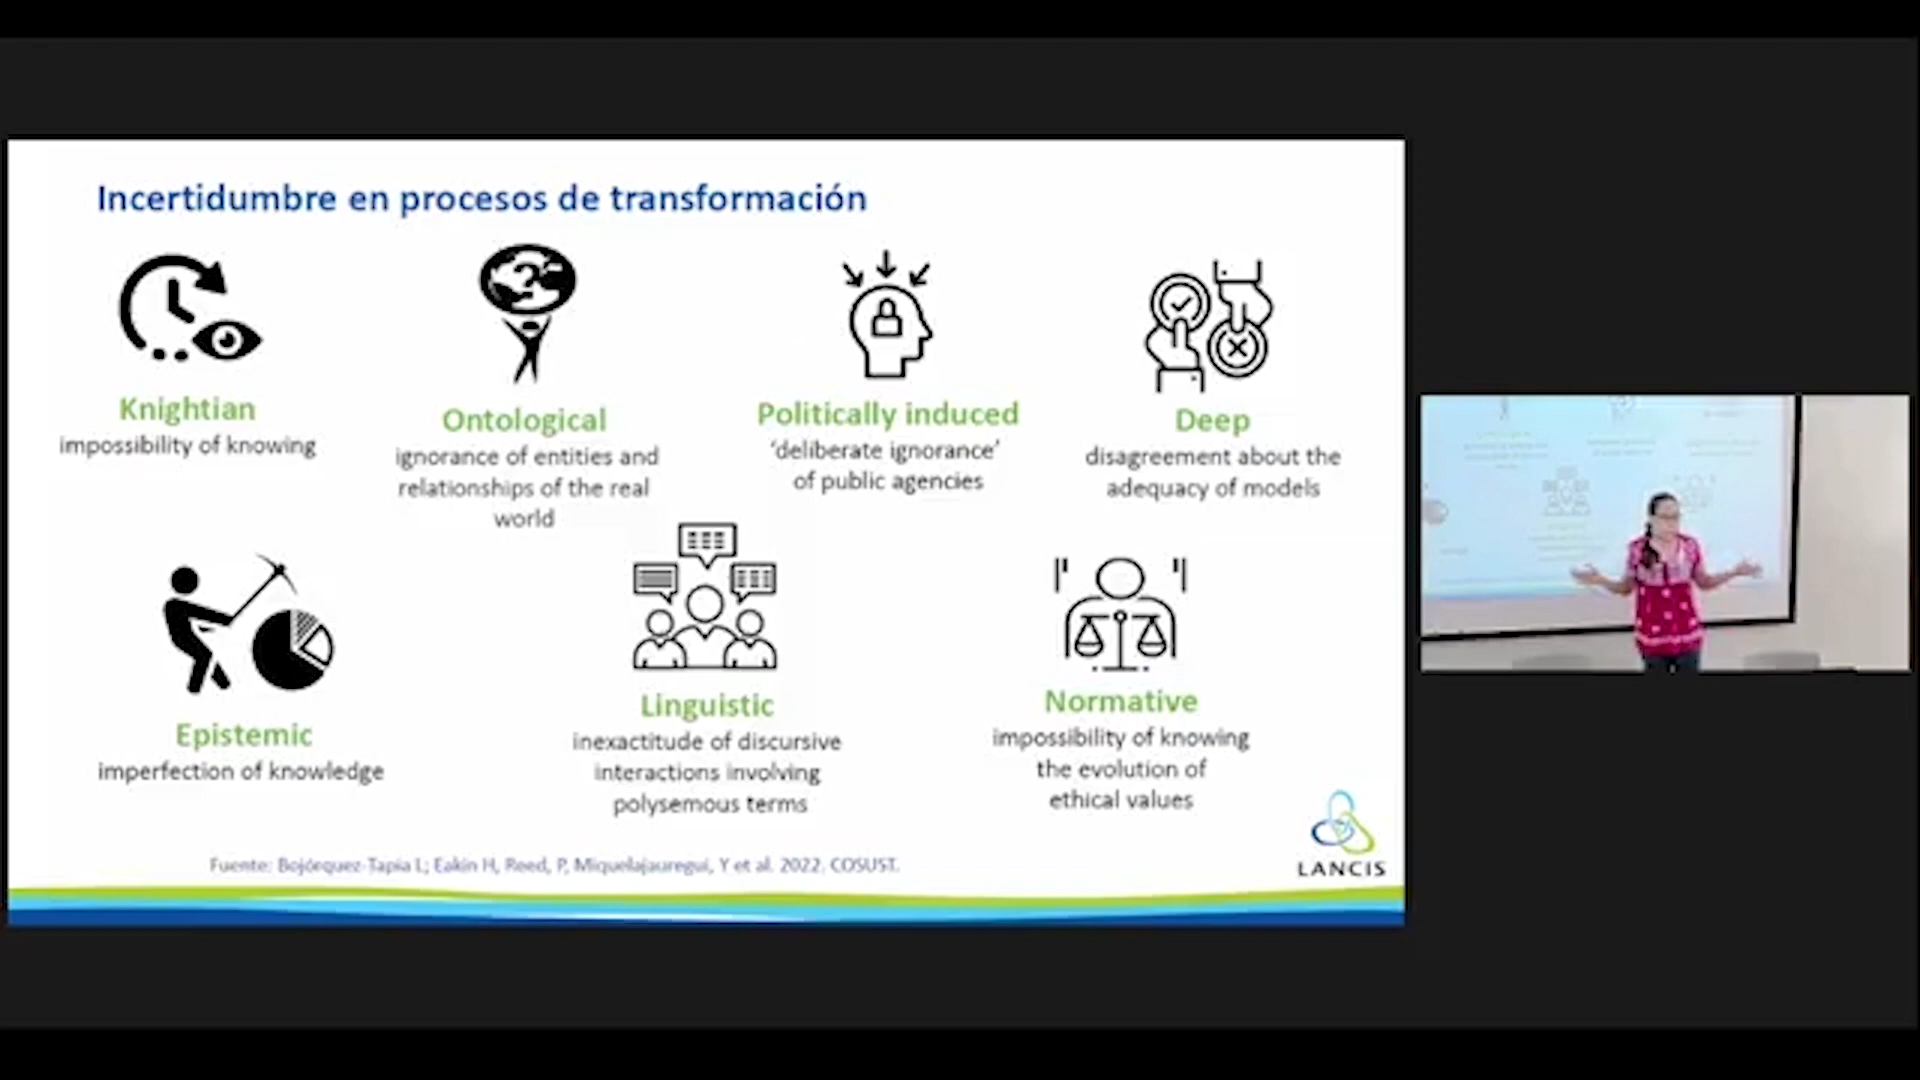 Incertidumbre en procesos de transformación
Knightian
impossibility of knowing
Ontological
ignorance of entities and
relationships of the real
world
Politically induced
‘deliberate ignorance’
of public agencies
Deep
disagreement about the
adequacy of models
Epistemic
imperfection of knowledge
Linguistic
inexactitude of discursive
interactions involving
polysemous terms
Normative
impossibility of knowing
the evolution of
ethical values
Fuente: Bojórquez-Tapia L; Eakin H, Reed, P, Miquelajauregui, Y et al. 2022. COSUST.
LANCIS